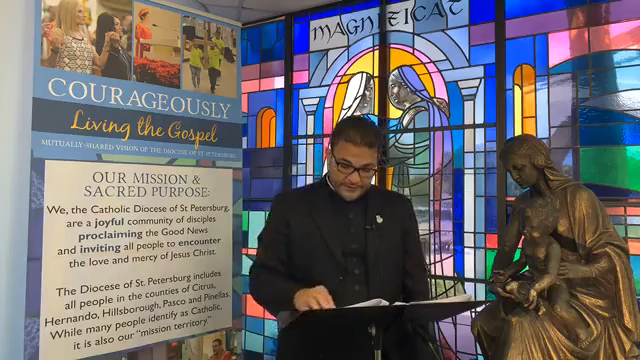 MAGNIFICAT
COURAGEOUSLY
Living the Gospel
MUTUALLY-SHARED VISION OF THE DIOCESE OF ST. PETERSBURG
OUR MISSION &
SACRED PURPOSE:
We, the Catholic Diocese of St. Petersburg,
are a joyful community of disciples
proclaiming the Good News
and inviting all people to encounter
the love and mercy of Jesus Christ.
The Diocese of St. Petersburg includes
all people in the counties of Citrus,
Hernando, Hillsborough, Pasco and Pinellas.
While many people identify as Catholic,
it is also our "mission territory."